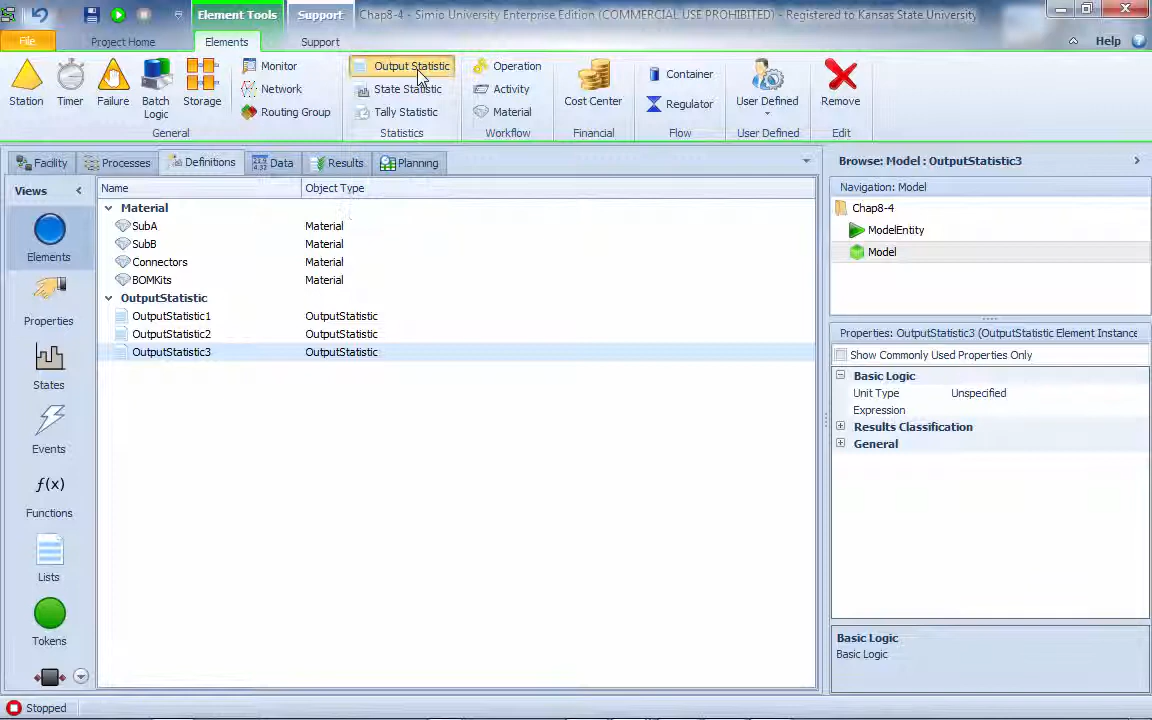 Element Tools
Support
Chap8-4 - Simio University Enterprise Edition (COMMERCIAL USE PROHIBITED) - Registered to Kansas State University
File
Project Home
Elements
Support
Help
Station
Timer
Failure
Batch
Logic
Storage
Monitor
Network
Routing Group
General
Output Statistic
State Statistic
Tally Statistic
Statistics
Operation
Activity
Material
Workflow
Cost Center
Financial
Container
Regulator
Flow
User Defined
User Defined
Remove
Edit
Facility
Processes
Definitions
Data
Results
Planning
Views
Elements
Properties
States
Events
f(x)
Functions
Lists
Tokens
Name Object Type
Material
SubA Material
SubB Material
Connectors Material
BOMKits Material
OutputStatistic
OutputStatistic1 OutputStatistic
OutputStatistic2 OutputStatistic
OutputStatistic3 OutputStatistic
Browse: Model : OutputStatistic3
Navigation: Model
Chap8-4
ModelEntity
Model
Properties: OutputStatistic3 (OutputStatistic Element Instance
Show Commonly Used Properties Only
Basic Logic
Unit Type Unspecified
Expression
Results Classification
General
Basic Logic
Basic Logic
Stopped